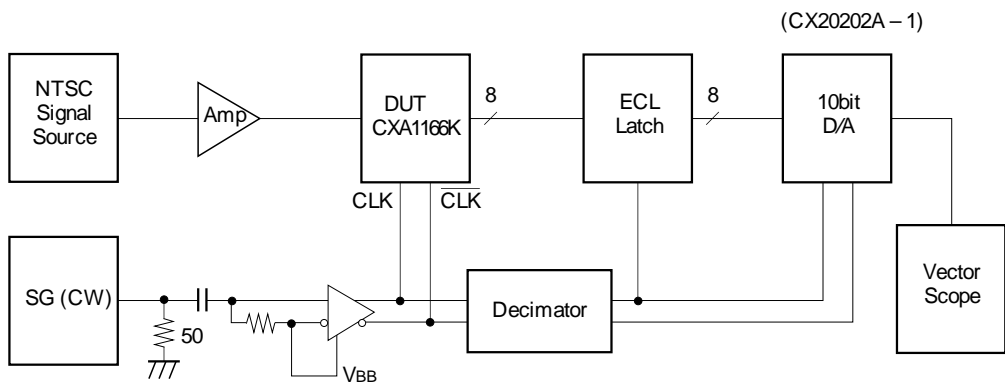 (CX20202A – 1)
NTSC
Signal
Source
Amp
DUT
CXA1166K
8
ECL
Latch
8
10bit
D/A
CLK
CLK
SG (CW)
50
VBB
Decimator
Vector
Scope